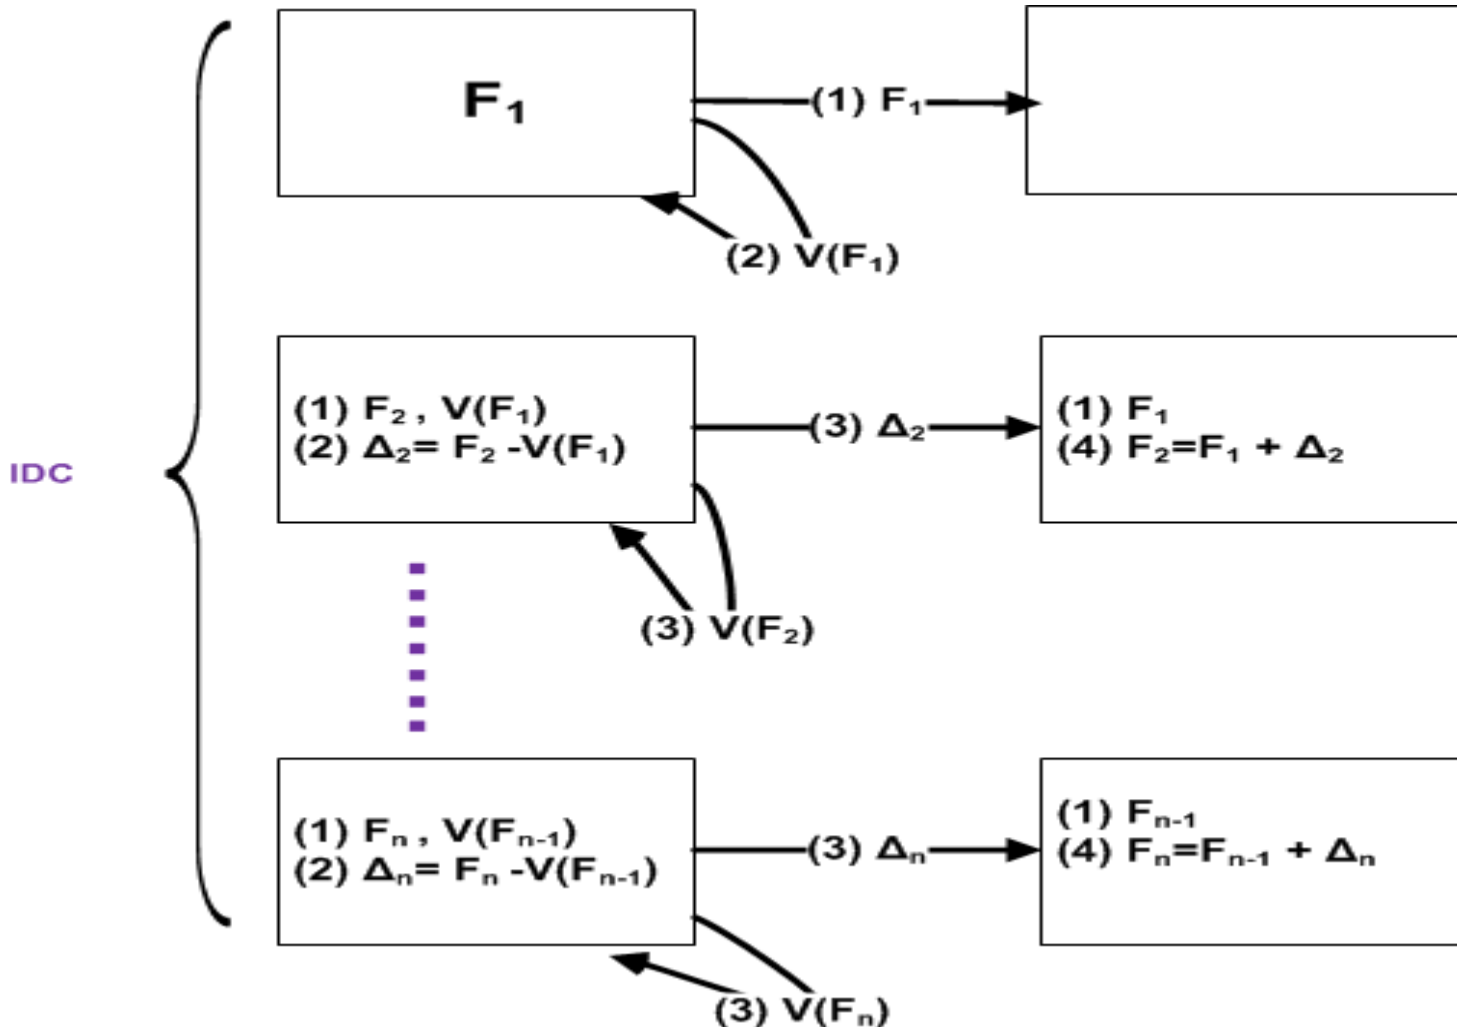 F₁
(1) F₁
(2) V(F₁)
(1) F₂ , V(F₁)
(2) Δ₂= F₂ -V(F₁)
(3) Δ₂
(1) F₁
(4) F₂=F₁ + Δ₂
IDC
(3) V(F₂)
(1) Fₙ , V(Fₙ₋₁)
(2) Δₙ= Fₙ -V(Fₙ₋₁)
(3) Δₙ
(1) Fₙ₋₁
(4) Fₙ=Fₙ₋₁ + Δₙ
(3) V(Fₙ)